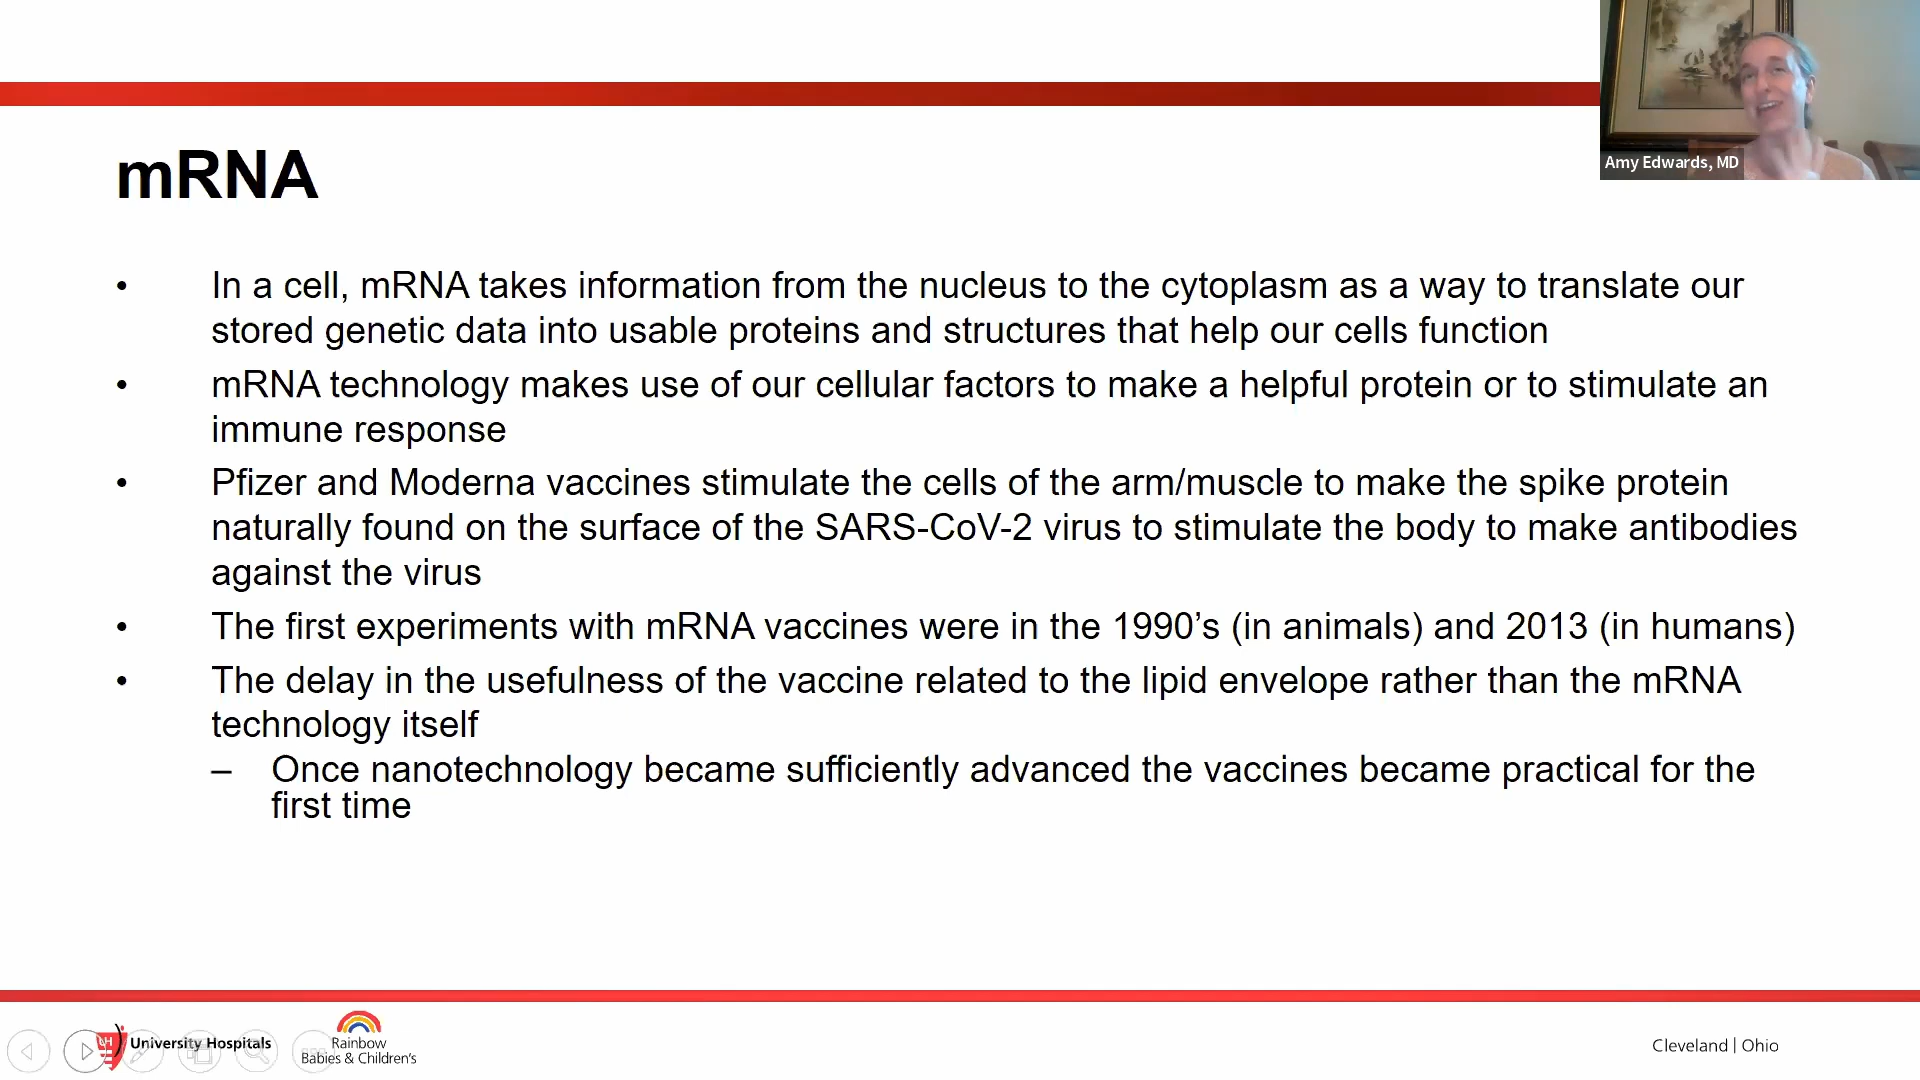 Amy Edwards, MD
mRNA
• In a cell, mRNA takes information from the nucleus to the cytoplasm as a way to translate our
stored genetic data into usable proteins and structures that help our cells function
• mRNA technology makes use of our cellular factors to make a helpful protein or to stimulate an
immune response
• Pfizer and Moderna vaccines stimulate the cells of the arm/muscle to make the spike protein
naturally found on the surface of the SARS-CoV-2 virus to stimulate the body to make antibodies
against the virus
• The first experiments with mRNA vaccines were in the 1990’s (in animals) and 2013 (in humans)
• The delay in the usefulness of the vaccine related to the lipid envelope rather than the mRNA
technology itself
– Once nanotechnology became sufficiently advanced the vaccines became practical for the
first time
UH University Hospitals
Rainbow
Babies & Children's
Cleveland | Ohio